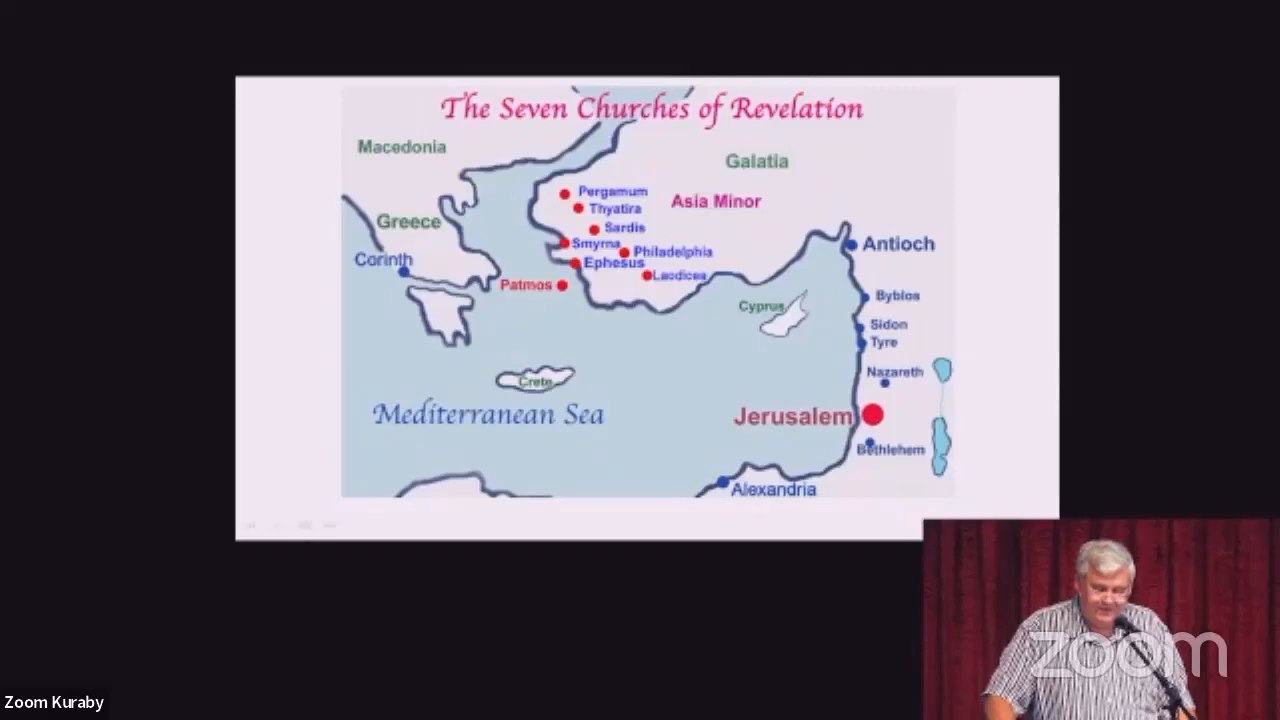 The Seven Churches of Revelation
Macedonia
Galatia
Pergamum
Asia Minor
Thyatira
Greece
Sardis
Smyrna
Antioch
Philadelphia
Corinth
Ephesus
Laodicea
Patmos
Byblos
Cyprus
Sidon
Tyre
Nazareth
Crete
Mediterranean Sea
Jerusalem
Bethlehem
Alexandria
zoom
Zoom Kuraby